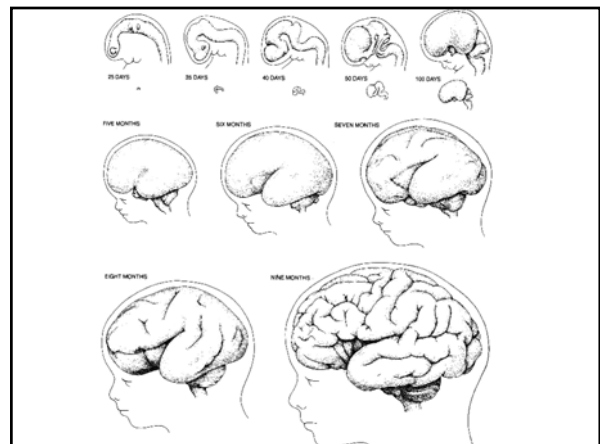 25 DAYS
35 DAYS
40 DAYS
50 DAYS
100 DAYS
FIVE MONTHS
SIX MONTHS
SEVEN MONTHS
EIGHT MONTHS
NINE MONTHS